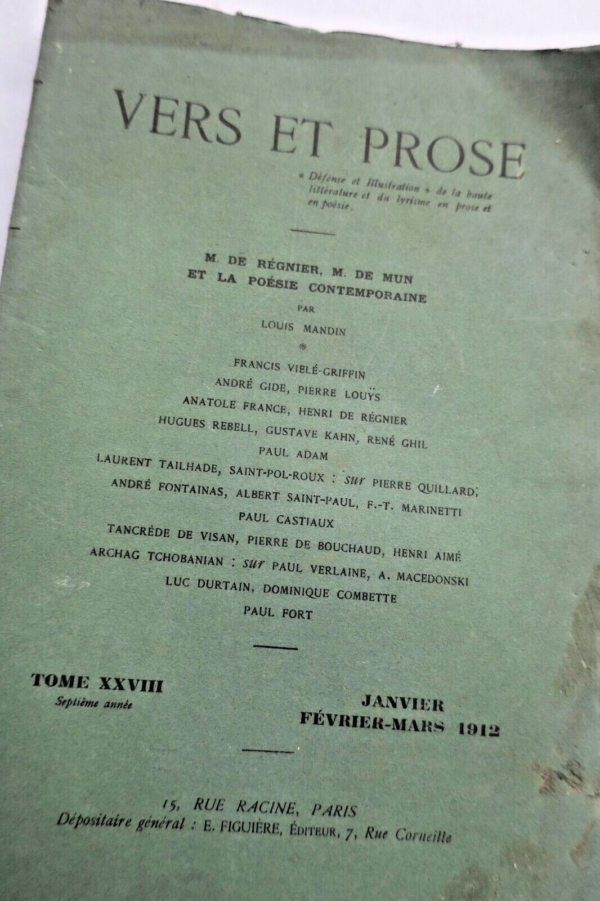 VERS ET PROSE
« Défense et Illustration » de la haute
littérature et du lyrisme en prose et
en poésie.
M. DE RÉGNIER, M. DE MUN
ET LA POÉSIE CONTEMPORAINE
PAR
LOUIS MANDIN
*
FRANCIS VIELÉ-GRIFFIN
ANDRÉ GIDE, PIERRE LOUŸS
ANATOLE FRANCE, HENRI DE RÉGNIER
HUGUES REBELL, GUSTAVE KAHN, RENÉ GHIL
PAUL ADAM
LAURENT TAILHADE, SAINT-POL-ROUX : sur PIERRE QUILLARD;
ANDRÉ FONTAINAS, ALBERT SAINT-PAUL, F.-T. MARINETTI
PAUL CASTIAUX
TANCRÈDE DE VISAN, PIERRE DE BOUCHAUD, HENRI AIMÉ
ARCHAG TCHOBANIAN : sur PAUL VERLAINE, A. MACEDONSKI
LUC DURTAIN, DOMINIQUE COMBETTE
PAUL FORT
TOME XXVIII
Septième année
JANVIER
FÉVRIER-MARS 1912
15, RUE RACINE, PARIS
Dépositaire général : E. FIGUIÈRE, ÉDITEUR, 7, Rue Corneille